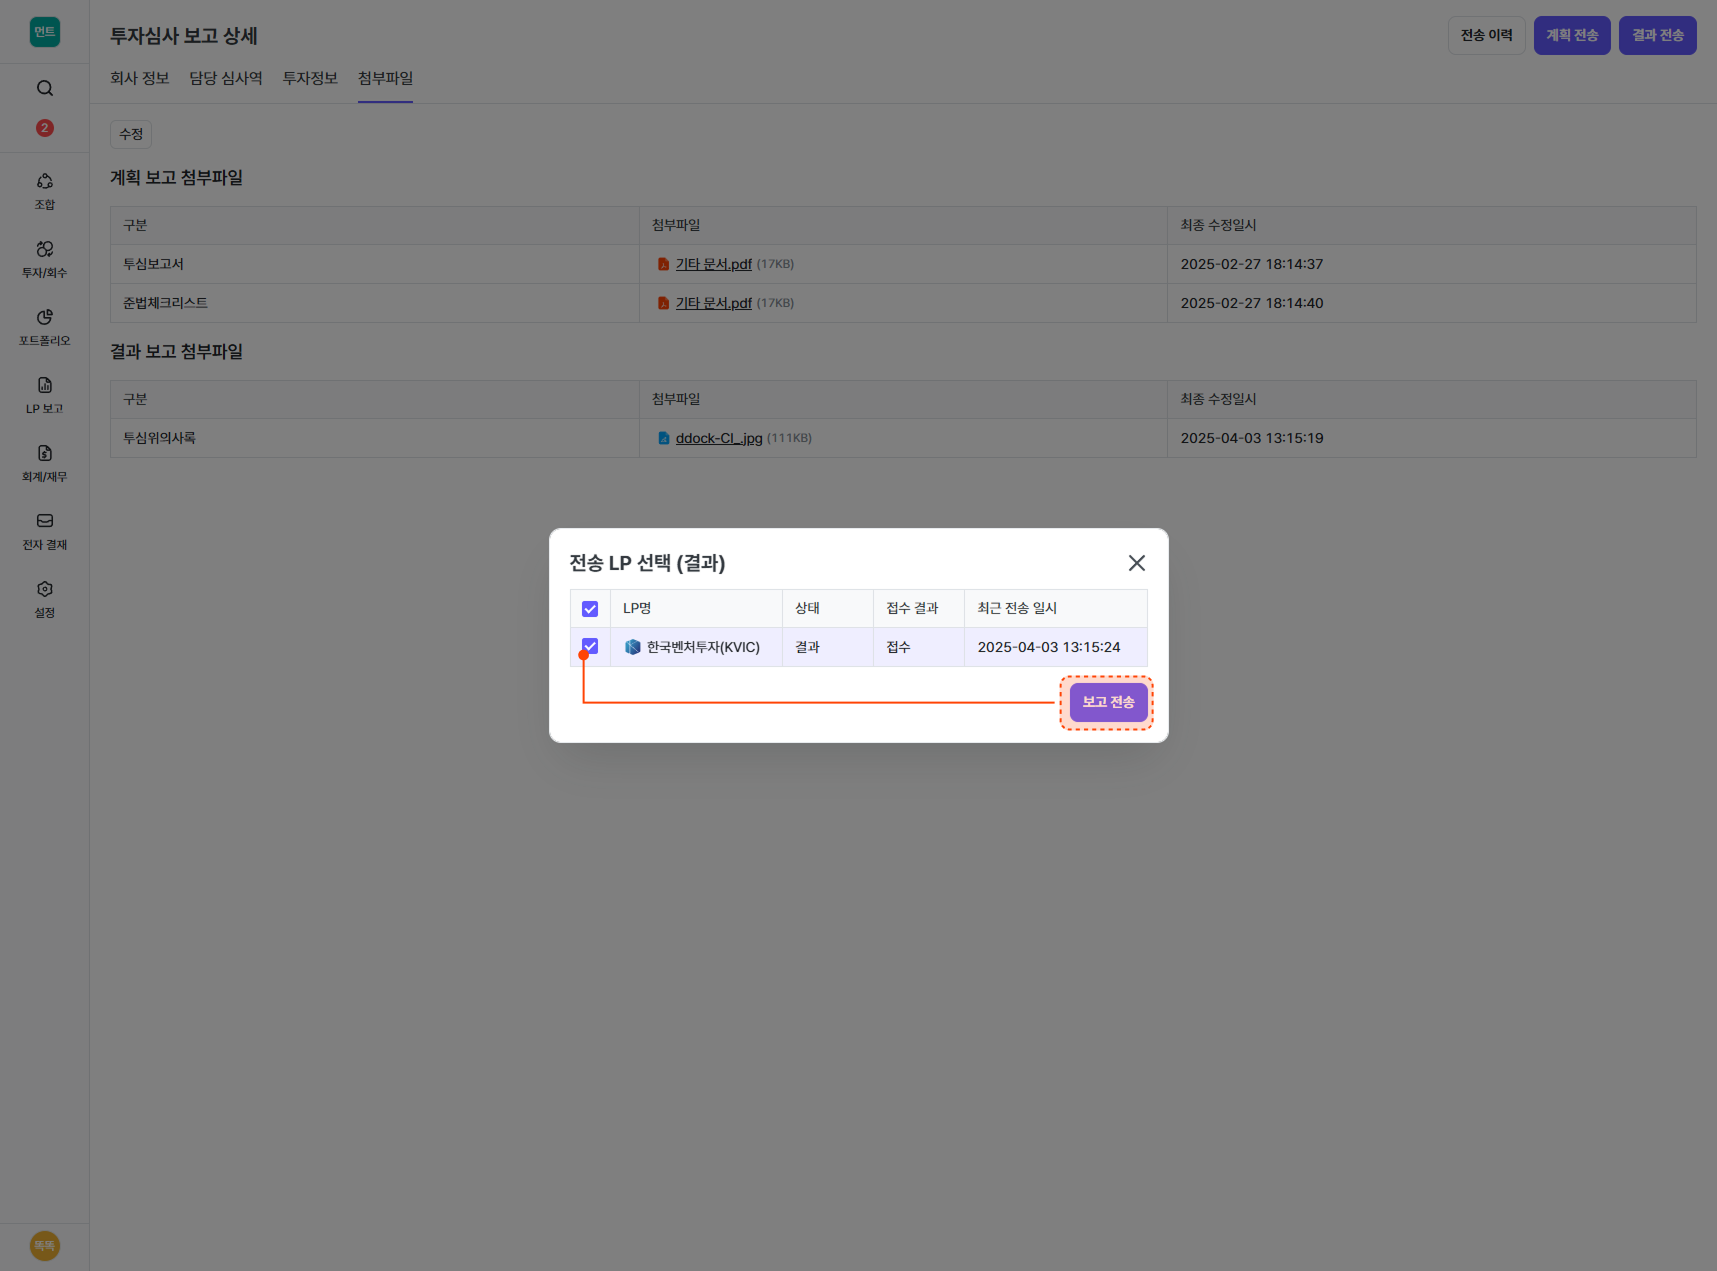 먼트
투자심사 보고 상세
전송 이력
계획 전송
결과 전송
회사 정보
담당 심사역
투자정보
첨부파일
2
조합
투자/회수
포트폴리오
LP 보고
회계/재무
전자 결재
설정
똑똑
수정
계획 보고 첨부파일
구분 첨부파일 최종 수정일시
투심보고서 기타 문서.pdf (17KB) 2025-02-27 18:14:37
준법체크리스트 기타 문서.pdf (17KB) 2025-02-27 18:14:40
결과 보고 첨부파일
구분 첨부파일 최종 수정일시
투심위의사록 ddock-CI_.jpg (111KB) 2025-04-03 13:15:19
전송 LP 선택 (결과)
LP명 상태 접수 결과 최근 전송 일시
한국벤처투자(KVIC) 결과 접수 2025-04-03 13:15:24
보고 전송